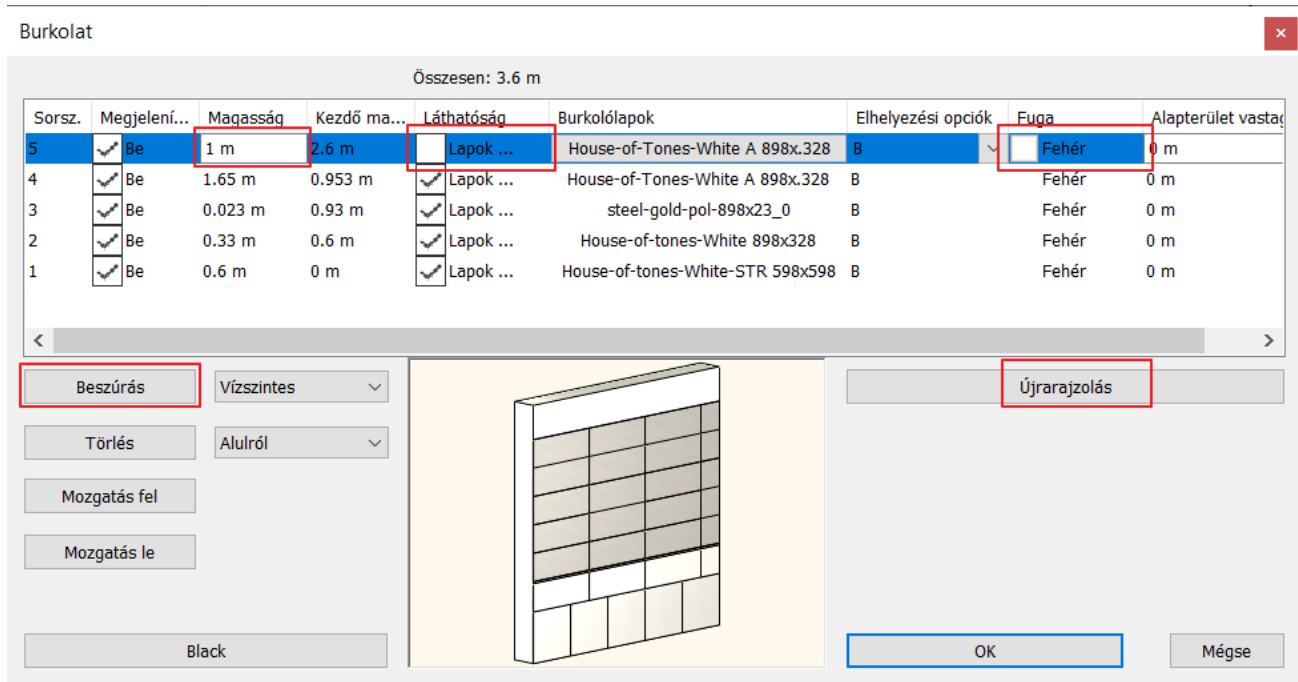 Burkolat
Összesen: 3.6 m
Sorsz. Megjelení... Magasság Kezdő ma... Láthatóság Burkolólapok Elhelyezési opciók Fuga Alapterület vastag
5 Be 1 m 2.6 m Lapok ... House-of-Tones-White A 898x.328 B Fehér 0 m
4 Be 1.65 m 0.953 m Lapok ... House-of-Tones-White A 898x.328 B Fehér 0 m
3 Be 0.023 m 0.93 m Lapok ... steel-gold-pol-898x23_0 B Fehér 0 m
2 Be 0.33 m 0.6 m Lapok ... House-of-tones-White 898x328 B Fehér 0 m
1 Be 0.6 m 0 m Lapok ... House-of-tones-White-STR 598x598 B Fehér 0 m
Beszúrás Vízszintes Újrarajzolás
Törlés Alulról
Mozgatás fel
Mozgatás le
Black OK Mégse